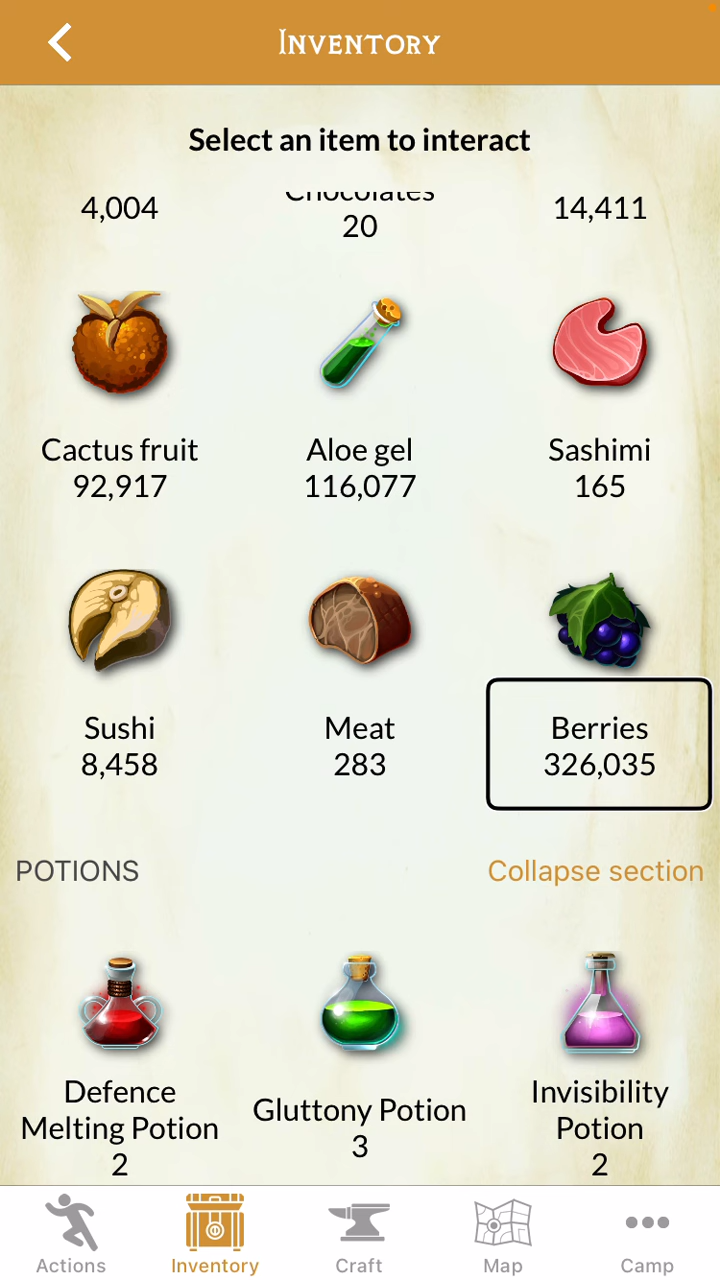 INVENTORY
Select an item to interact
4,004
Chocolates
20
14,411
Cactus fruit
92,917
Aloe gel
116,077
Sashimi
165
Sushi
8,458
Meat
283
Berries
326,035
POTIONS
Collapse section
Defence
Melting Potion
2
Gluttony Potion
3
Invisibility
Potion
2
Actions
Inventory
Craft
Map
Camp